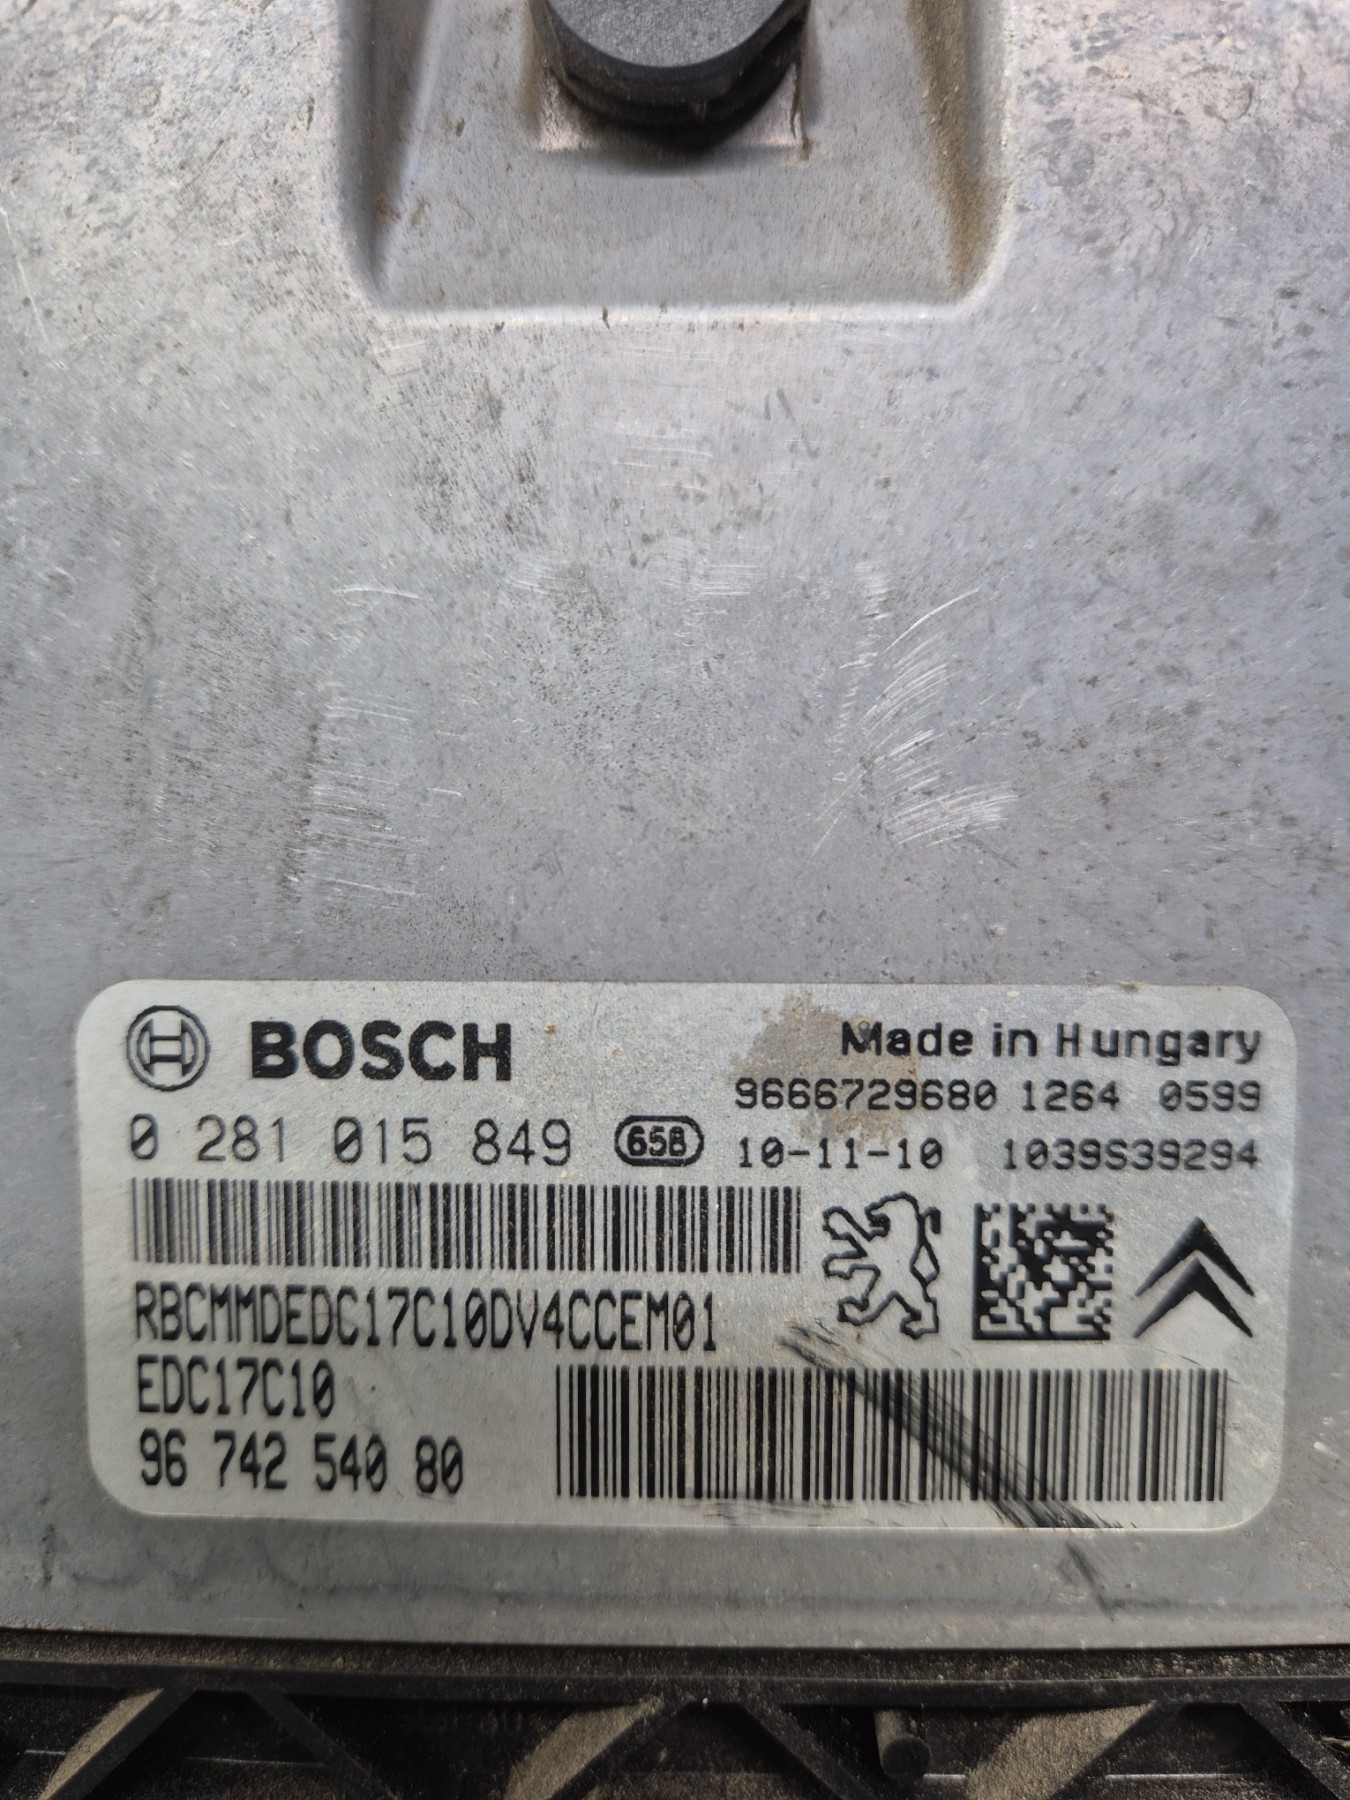 BOSCH
Made in Hungary
9666729680 1264 0599
0 281 015 849 65B 10-11-10 1039S39294
RBCMMDEDC17C10DV4CCEM01
EDC17C10
96 742 540 80